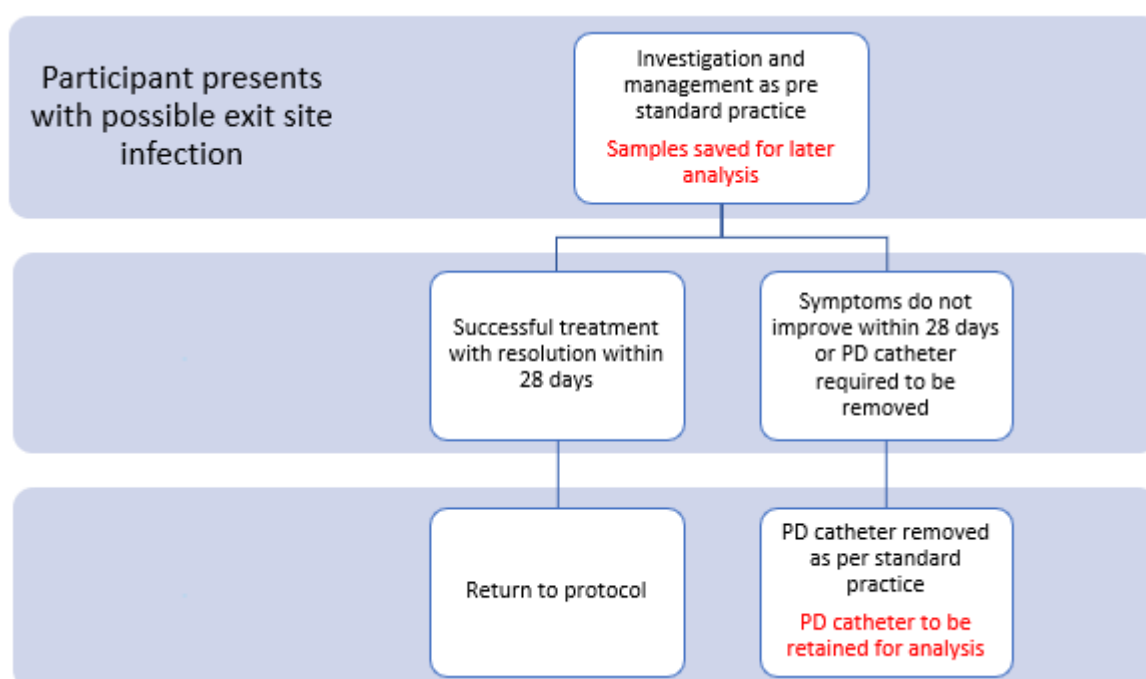 Participant presents
with possible exit site
infection
Investigation and
management as pre
standard practice
Samples saved for later
analysis
Successful treatment
with resolution within
28 days
Symptoms do not
improve within 28 days
or PD catheter
required to be
removed
Return to protocol
PD catheter removed
as per standard
practice
PD catheter to be
retained for analysis